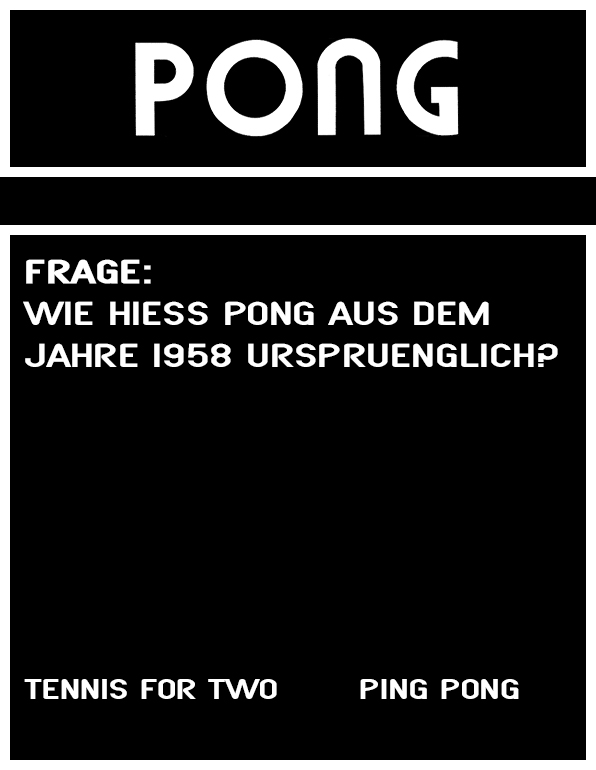 PONG
FRAGE:
WIE HIESS PONG AUS DEM
JAHRE 1958 URSPRUENGLICH?
TENNIS FOR TWO PING PONG